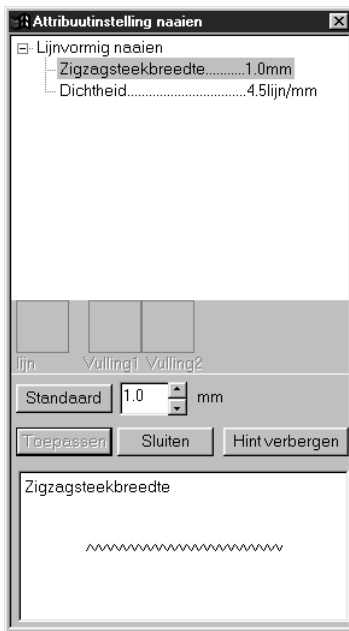 Attribuutinstelling naaien
Lijnvormig naaien
Zigzagsteekbreedte...........1.0mm
Dichtheid.................................4.5lijn/mm
lijn Vulling1 Vulling2
Standaard 1.0 mm
Toepassen Sluiten Hint verbergen
Zigzagsteekbreedte